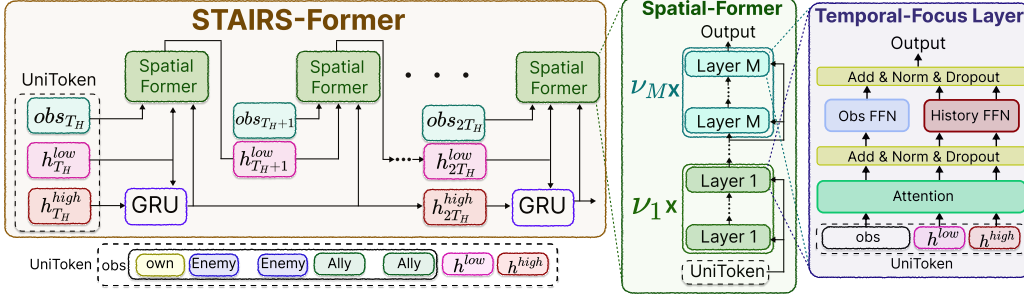 STAIRS-Former
UniToken
obs_{T_H}
h^{low}_{T_H}
h^{high}_{T_H}
Spatial
Former
GRU
obs_{T_H+1}
h^{low}_{T_H+1}
Spatial
Former
obs_{2T_H}
h^{low}_{2T_H}
h^{high}_{2T_H}
Spatial
Former
GRU
UniToken obs own Enemy Enemy Ally Ally h^{low} h^{high}
Spatial-Former
Output
Layer M
ν_M x
Layer M
Layer 1
ν_1 x
Layer 1
UniToken
Temporal-Focus Layer
Output
Add & Norm & Dropout
Obs FFN History FFN
Add & Norm & Dropout
Attention
obs h^{low} h^{high}
UniToken